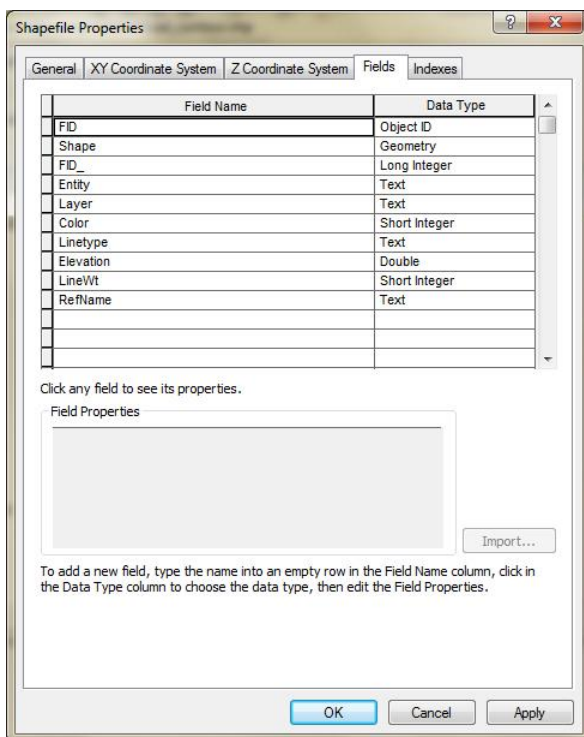 Shapefile Properties
General XY Coordinate System Z Coordinate System Fields Indexes
Field Name Data Type
FID Object ID
Shape Geometry
FID_ Long Integer
Entity Text
Layer Text
Color Short Integer
Linetype Text
Elevation Double
LineWt Short Integer
RefName Text
Click any field to see its properties.
Field Properties
Import...
To add a new field, type the name into an empty row in the Field Name column, click in
the Data Type column to choose the data type, then edit the Field Properties.
OK Cancel Apply